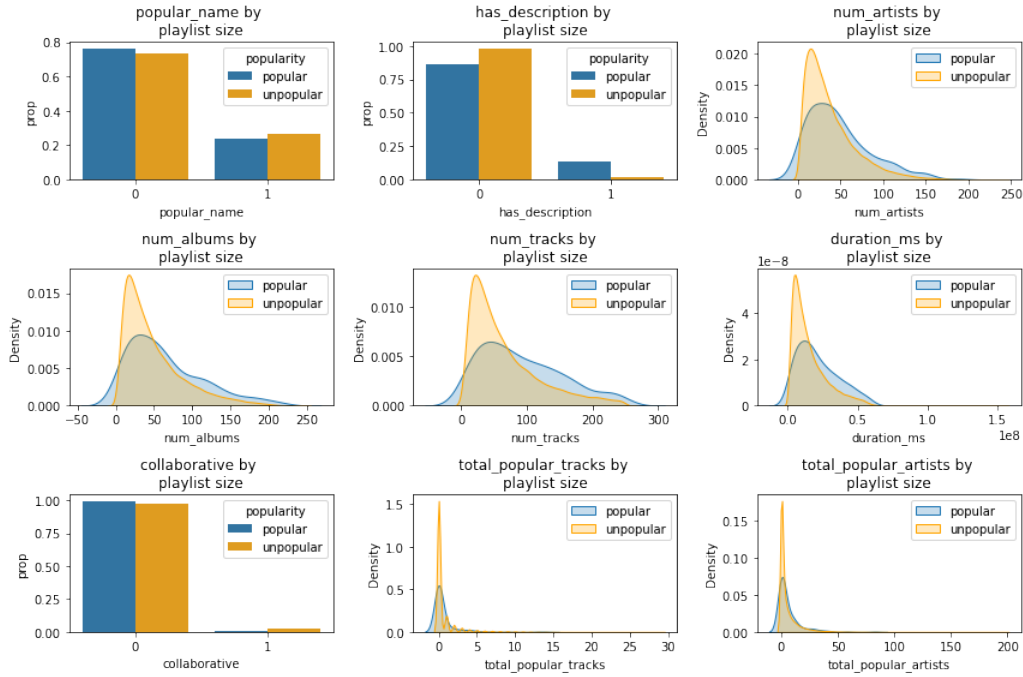 popular_name by
playlist size
0.8
0.6
0.4
0.2
0.0
prop
popularity
popular
unpopular
0
1
popular_name
has_description by
playlist size
1.00
0.75
0.50
0.25
0.00
prop
popularity
popular
unpopular
0
1
has_description
num_artists by
playlist size
0.020
0.015
0.010
0.005
0.000
Density
popular
unpopular
0
50
100
150
200
250
num_artists
num_albums by
playlist size
0.015
0.010
0.005
0.000
Density
popular
unpopular
−50
0
50
100
150
200
250
num_albums
num_tracks by
playlist size
0.010
0.005
0.000
Density
popular
unpopular
0
100
200
300
num_tracks
duration_ms by
playlist size
1e−8
4
2
0
Density
popular
unpopular
0.0
0.5
1.0
1.5
1e8
duration_ms
collaborative by
playlist size
1.00
0.75
0.50
0.25
0.00
prop
popularity
popular
unpopular
0
1
collaborative
total_popular_tracks by
playlist size
1.5
1.0
0.5
0.0
Density
popular
unpopular
0
5
10
15
20
25
30
total_popular_tracks
total_popular_artists by
playlist size
0.15
0.10
0.05
0.00
Density
popular
unpopular
0
50
100
150
200
total_popular_artists